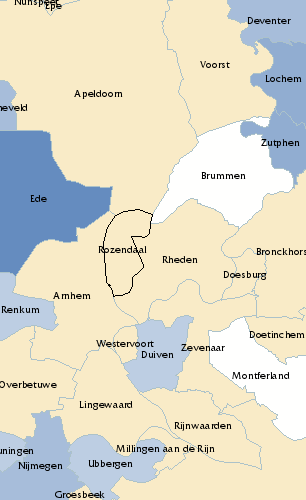 Nunspeet
Epe
Deventer
Voorst
Lochem
Apeldoorn
neveld
Zutphen
Brummen
Ede
Rozendaal
Bronckhors
Rheden
Doesburg
Arnhem
Renkum
Doetinchem
Westervoort
Zevenaar
Duiven
Montferland
Overbetuwe
Lingewaard
Rijnwaarden
Millingen aan de Rijn
uningen
Nijmegen
Ubbergen
Groesbeek